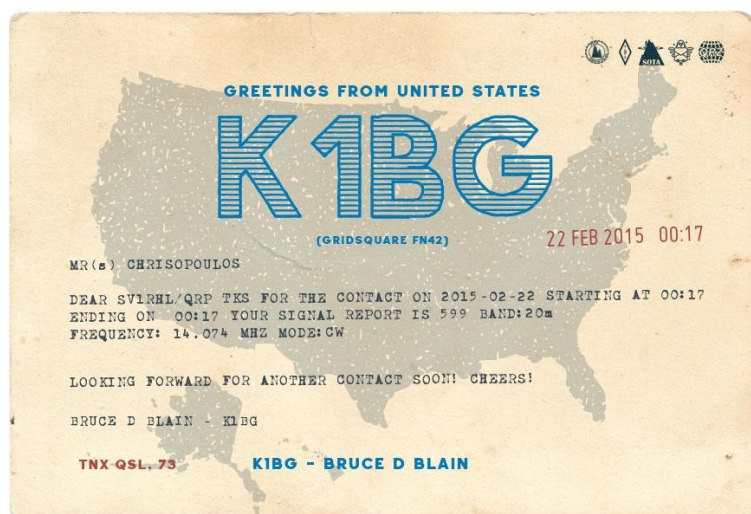 SOTA
QRZ
GREETINGS FROM UNITED STATES
K1BG
(GRIDSQUARE FN42)
22 FEB 2015 00:17
MR(s) CHRISOPOULOS
DEAR SV1RHL/QRP TKS FOR THE CONTACT ON 2015-02-22 STARTING AT 00:17
ENDING ON 00:17 YOUR SIGNAL REPORT IS 599 BAND:20m
FREQUENCY: 14.074 MHZ MODE:CW
LOOKING FORWARD FOR ANOTHER CONTACT SOON! CHEERS!
BRUCE D BLAIN - K1BG
TNX QSL, 73
K1BG - BRUCE D BLAIN